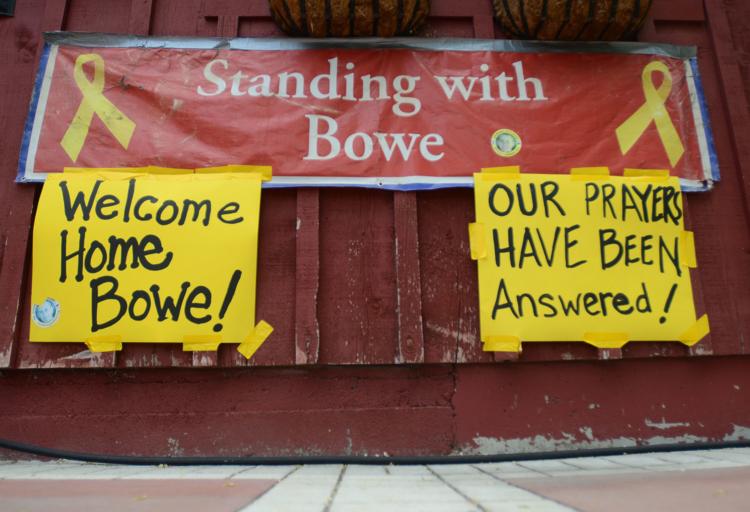 Standing with
Bowe
Welcome
Home
Bowe!
OUR PRAYERS
HAVE BEEN
Answered!